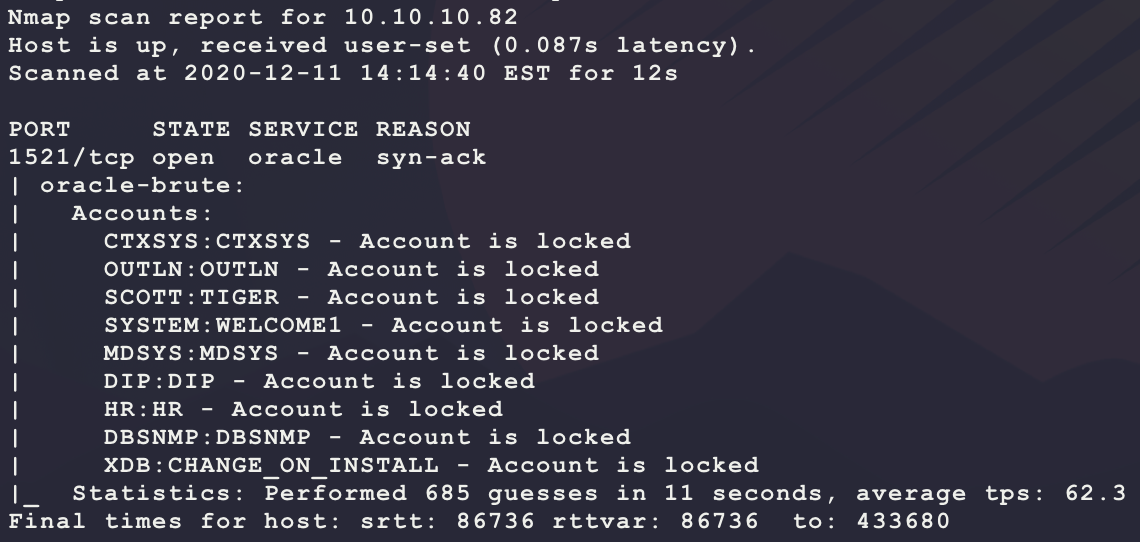 Nmap scan report for 10.10.10.82
Host is up, received user-set (0.087s latency).
Scanned at 2020-12-11 14:14:40 EST for 12s
PORT     STATE SERVICE REASON
1521/tcp open  oracle  syn-ack
| oracle-brute:
|   Accounts:
|     CTXSYS:CTXSYS - Account is locked
|     OUTLN:OUTLN - Account is locked
|     SCOTT:TIGER - Account is locked
|     SYSTEM:WELCOME1 - Account is locked
|     MDSYS:MDSYS - Account is locked
|     DIP:DIP - Account is locked
|     HR:HR - Account is locked
|     DBSNMP:DBSNMP - Account is locked
|     XDB:CHANGE_ON_INSTALL - Account is locked
|_  Statistics: Performed 685 guesses in 11 seconds, average tps: 62.3
Final times for host: srtt: 86736 rttvar: 86736  to: 433680